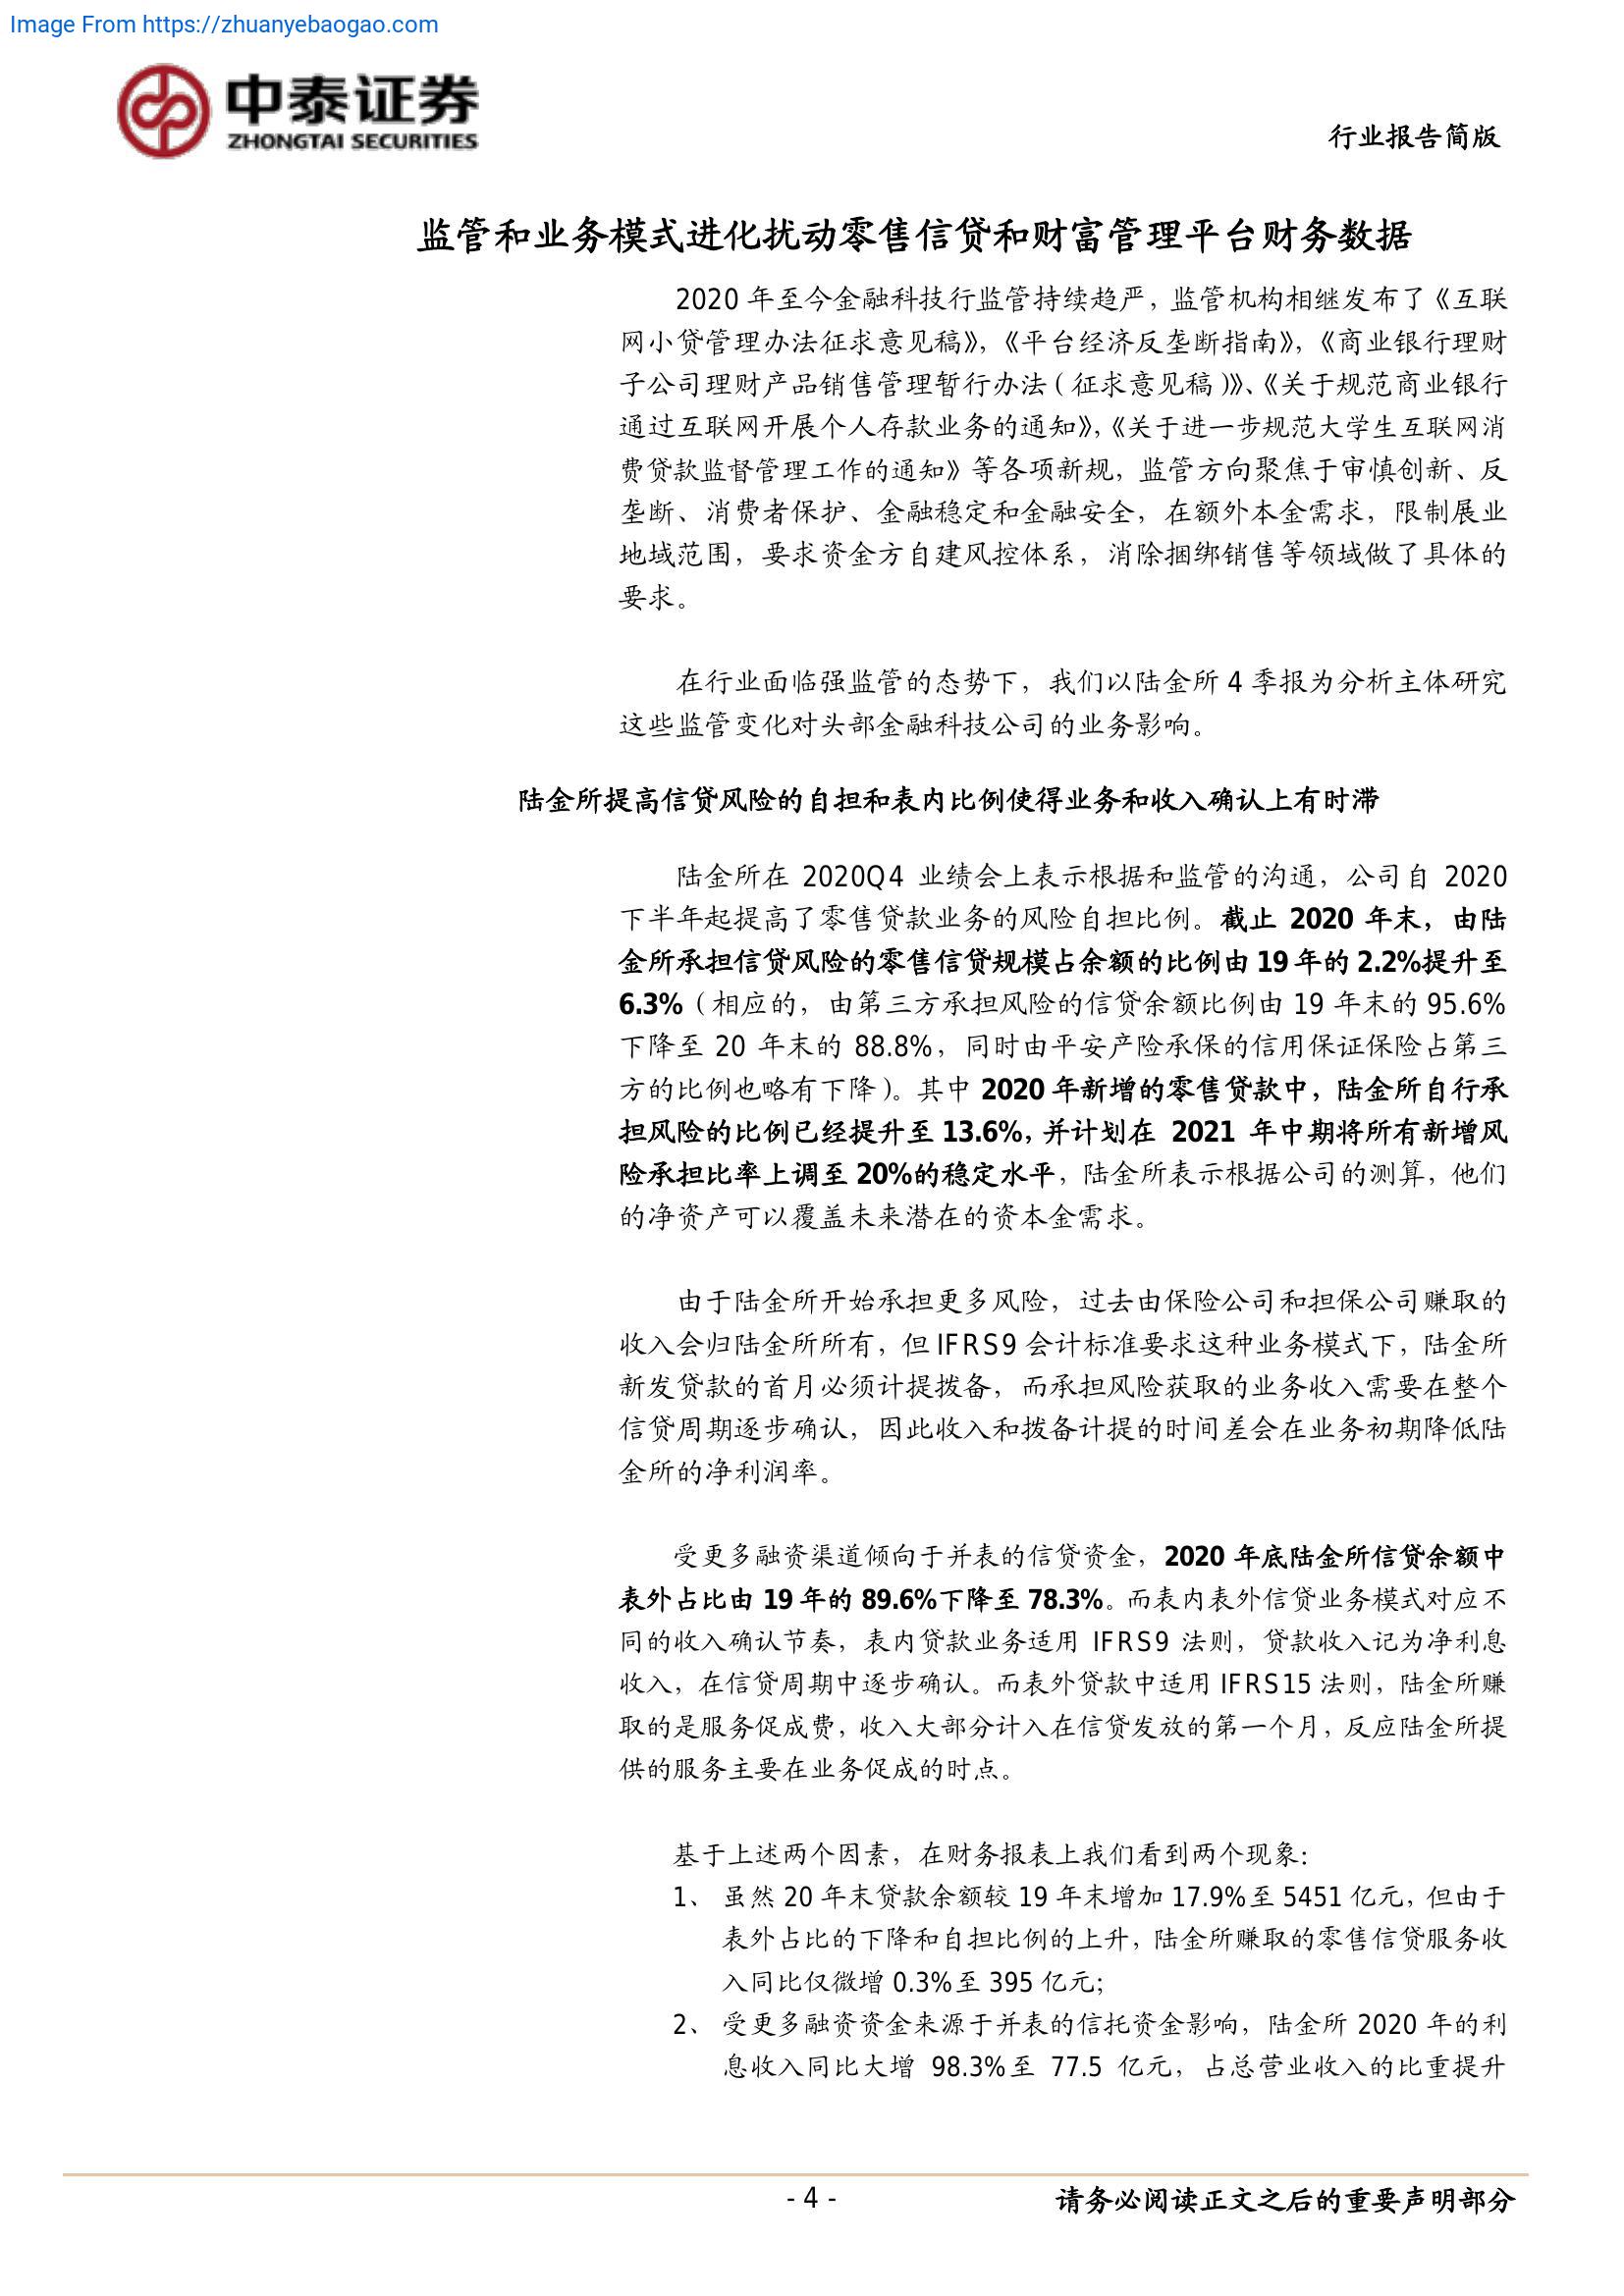 Image From https://zhuanyebaogao.com
中泰证券
ZHONGTAI SECURITIES
行业报告简版
监管和业务模式进化扰动零售信贷和财富管理平台财务数据
2020 年至今金融科技行监管持续趋严，监管机构相继发布了《互联
网小贷管理办法征求意见稿》，《平台经济反垄断指南》，《商业银行理财
子公司理财产品销售管理暂行办法（征求意见稿）》、《关于规范商业银行
通过互联网开展个人存款业务的通知》，《关于进一步规范大学生互联网消
费贷款监督管理工作的通知》等各项新规，监管方向聚焦于审慎创新、反
垄断、消费者保护、金融稳定和金融安全，在额外本金需求，限制展业
地域范围，要求资金方自建风控体系，消除捆绑销售等领域做了具体的
要求。
在行业面临强监管的态势下，我们以陆金所 4 季报为分析主体研究
这些监管变化对头部金融科技公司的业务影响。
陆金所提高信贷风险的自担和表内比例使得业务和收入确认上有时滞
陆金所在 2020Q4 业绩会上表示根据和监管的沟通，公司自 2020
下半年起提高了零售贷款业务的风险自担比例。截止 2020 年末，由陆
金所承担信贷风险的零售信贷规模占余额的比例由 19 年的 2.2%提升至
6.3%（相应的，由第三方承担风险的信贷余额比例由 19 年末的 95.6%
下降至 20 年末的 88.8%，同时由平安产险承保的信用保证保险占第三
方的比例也略有下降）。其中 2020 年新增的零售贷款中，陆金所自行承
担风险的比例已经提升至 13.6%，并计划在 2021 年中期将所有新增风
险承担比率上调至 20%的稳定水平，陆金所表示根据公司的测算，他们
的净资产可以覆盖未来潜在的资本金需求。
由于陆金所开始承担更多风险，过去由保险公司和担保公司赚取的
收入会归陆金所所有，但 IFRS9 会计标准要求这种业务模式下，陆金所
新发贷款的首月必须计提拨备，而承担风险获取的业务收入需要在整个
信贷周期逐步确认，因此收入和拨备计提的时间差会在业务初期降低陆
金所的净利润率。
受更多融资渠道倾向于并表的信贷资金，2020 年底陆金所信贷余额中
表外占比由 19 年的 89.6%下降至 78.3%。而表内表外信贷业务模式对应不
同的收入确认节奏，表内贷款业务适用 IFRS9 法则，贷款收入记为净利息
收入，在信贷周期中逐步确认。而表外贷款中适用 IFRS15 法则，陆金所赚
取的是服务促成费，收入大部分计入在信贷发放的第一个月，反应陆金所提
供的服务主要在业务促成的时点。
基于上述两个因素，在财务报表上我们看到两个现象：
1、 虽然 20 年末贷款余额较 19 年末增加 17.9%至 5451 亿元，但由于
表外占比的下降和自担比例的上升，陆金所赚取的零售信贷服务收
入同比仅微增 0.3%至 395 亿元；
2、 受更多融资资金来源于并表的信托资金影响，陆金所 2020 年的利
息收入同比大增 98.3%至 77.5 亿元，占总营业收入的比重提升
- 4 -
请务必阅读正文之后的重要声明部分